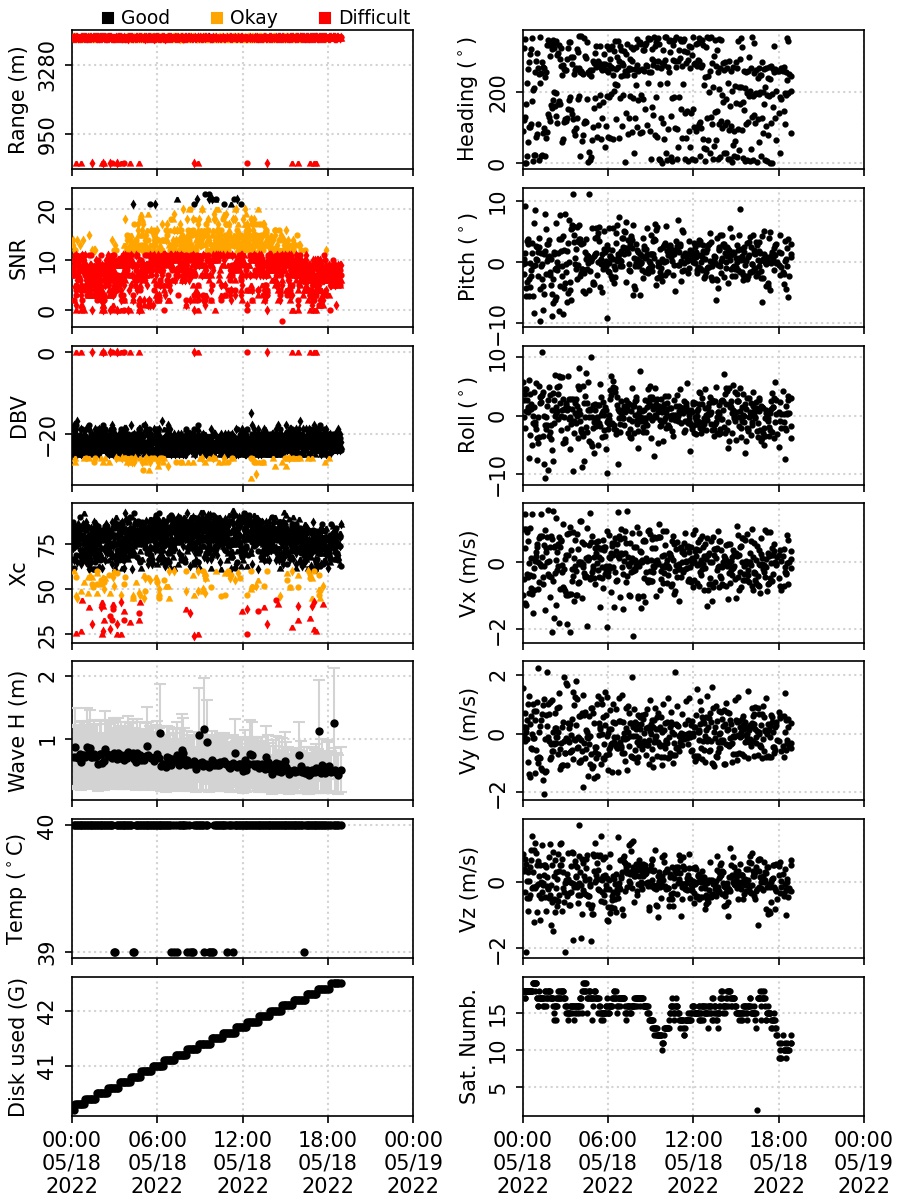 Good Okay Difficult
Range (m)
3280
950
Heading (°)
200
0
SNR
20
10
0
Pitch (°)
10
0
−10
DBV
0
−20
Roll (°)
10
0
−10
Xc
75
50
25
Vx (m/s)
0
−2
Wave H (m)
2
1
Vy (m/s)
2
0
−2
Temp (°C)
40
39
Vz (m/s)
0
−2
Disk used (G)
42
41
Sat. Numb.
15
10
5
00:00 06:00 12:00 18:00 00:00
05/18 05/18 05/18 05/18 05/19
2022 2022 2022 2022 2022
00:00 06:00 12:00 18:00 00:00
05/18 05/18 05/18 05/18 05/19
2022 2022 2022 2022 2022